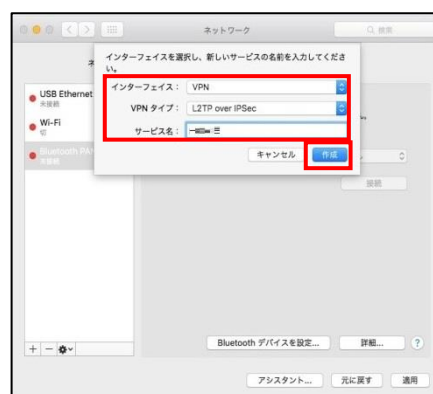 ネットワーク
検索
インターフェイスを選択し、新しいサービスの名前を入力してくださ
い。
インターフェイス： VPN
VPN タイプ： L2TP over IPSec
サービス名：
キャンセル 作成
USB Ethernet
未接続
Wi-Fi
切
Bluetooth PAN
未接続
接続
Bluetooth デバイスを設定... 詳細... ?
アシスタント... 元に戻す 適用